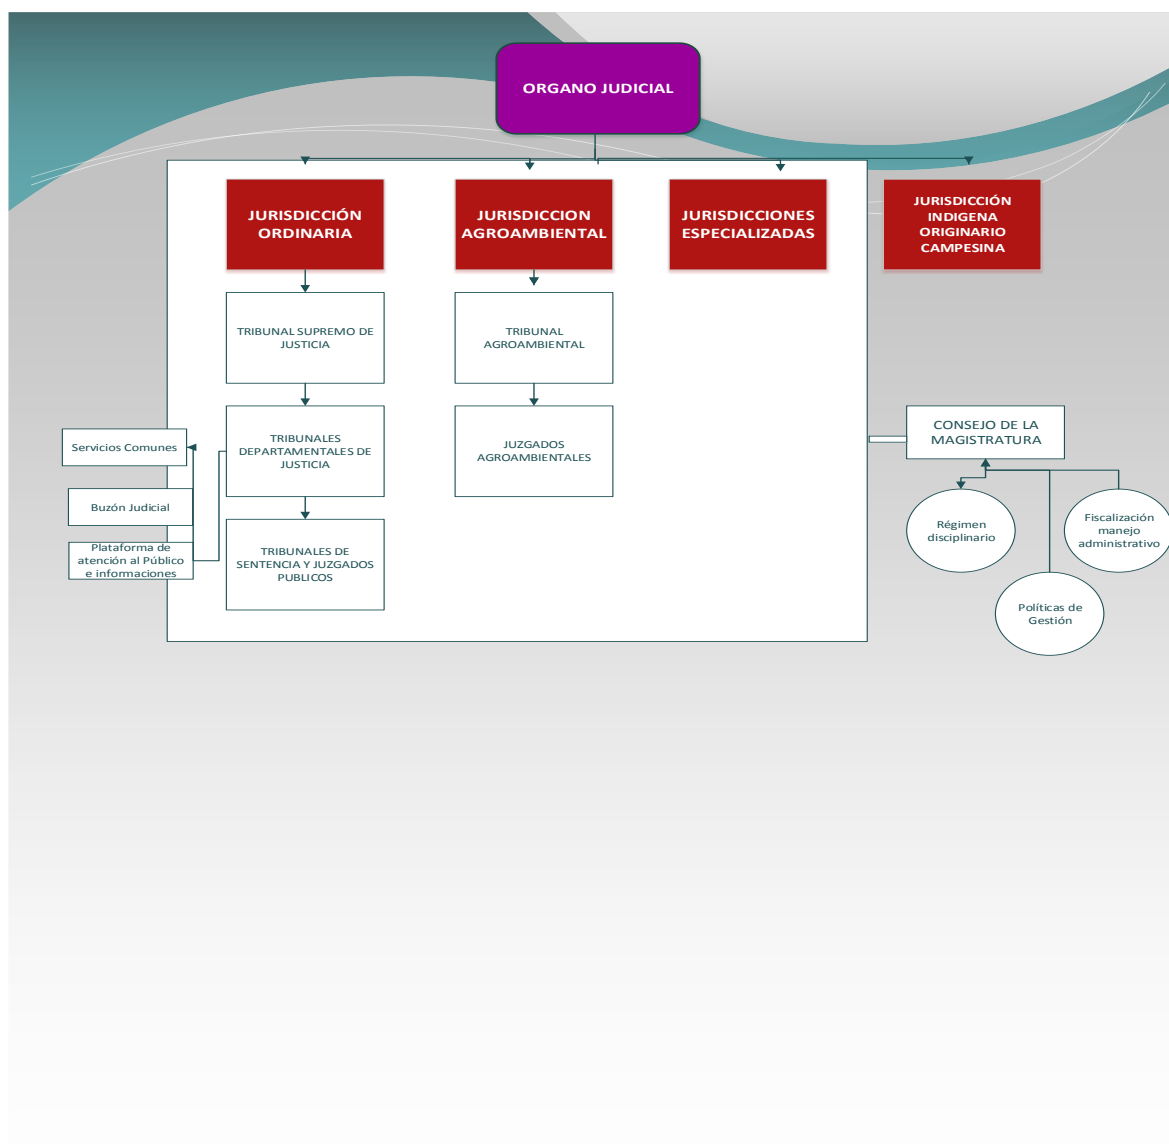 ORGANO JUDICIAL
JURISDICCIÓN
ORDINARIA
JURISDICCION
AGROAMBIENTAL
JURISDICCIONES
ESPECIALIZADAS
JURISDICCIÓN
INDIGENA
ORIGINARIO
CAMPESINA
TRIBUNAL SUPREMO DE
JUSTICIA
TRIBUNAL
AGROAMBIENTAL
TRIBUNALES
DEPARTAMENTALES DE
JUSTICIA
JUZGADOS
AGROAMBIENTALES
CONSEJO DE LA
MAGISTRATURA
Servicios Comunes
Buzón Judicial
Plataforma de
atención al Público
e informaciones
TRIBUNALES DE
SENTENCIA Y JUZGADOS
PUBLICOS
Régimen
disciplinario
Fiscalización
manejo
administrativo
Políticas de
Gestión